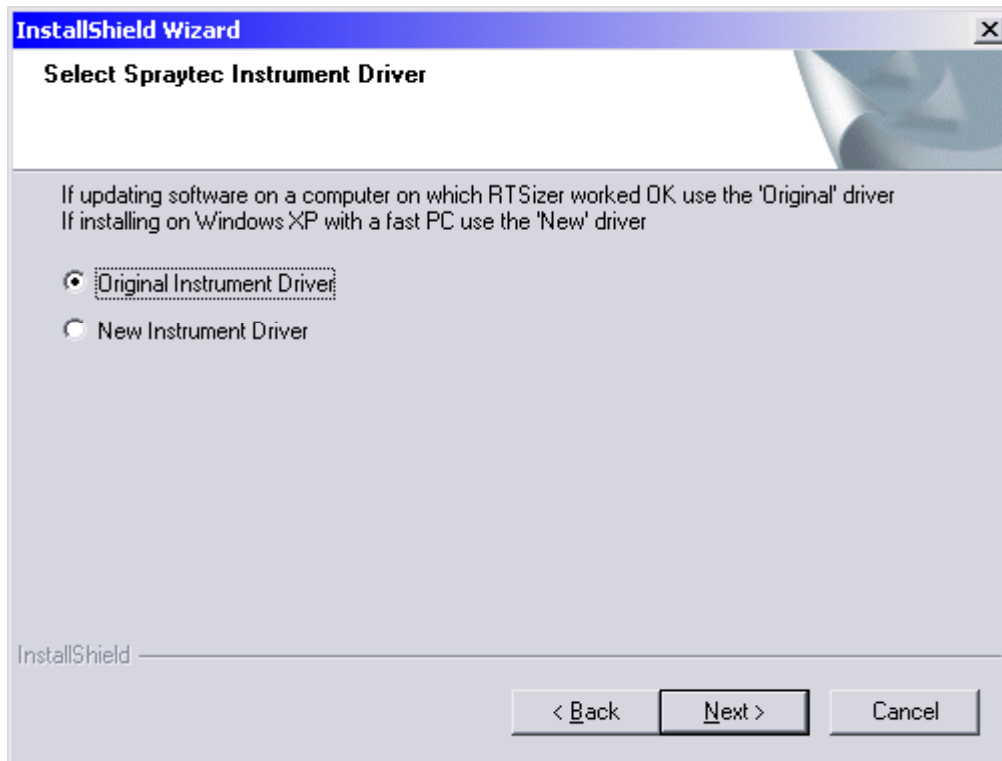 InstallShield Wizard
Select Spraytec Instrument Driver
If updating software on a computer on which RTSizer worked OK use the 'Original' driver
If installing on Windows XP with a fast PC use the 'New' driver
Original Instrument Driver
New Instrument Driver
InstallShield
< Back Next > Cancel